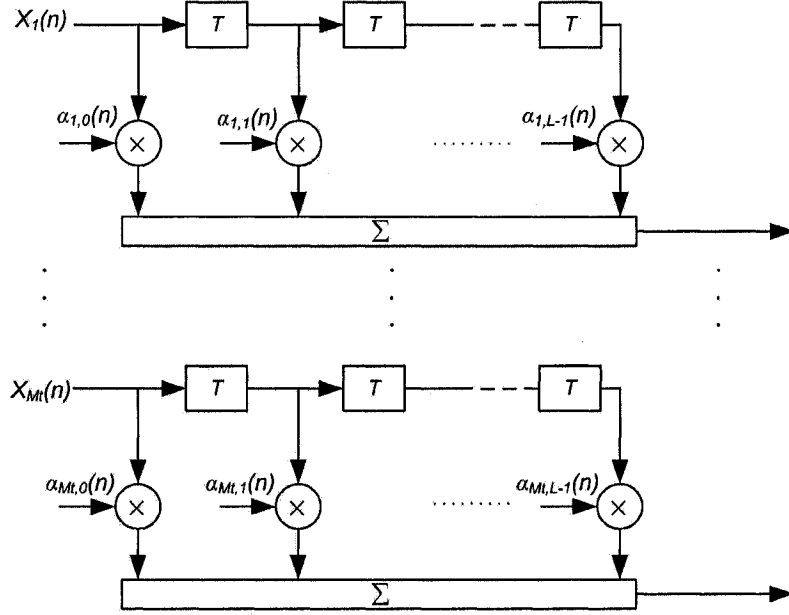 X1(n) T T T
α1,0(n) α1,1(n) α1,L-1(n)
× × ×
Σ
XMt(n) T T T
αMt,0(n) αMt,1(n) αMt,L-1(n)
× × ×
Σ